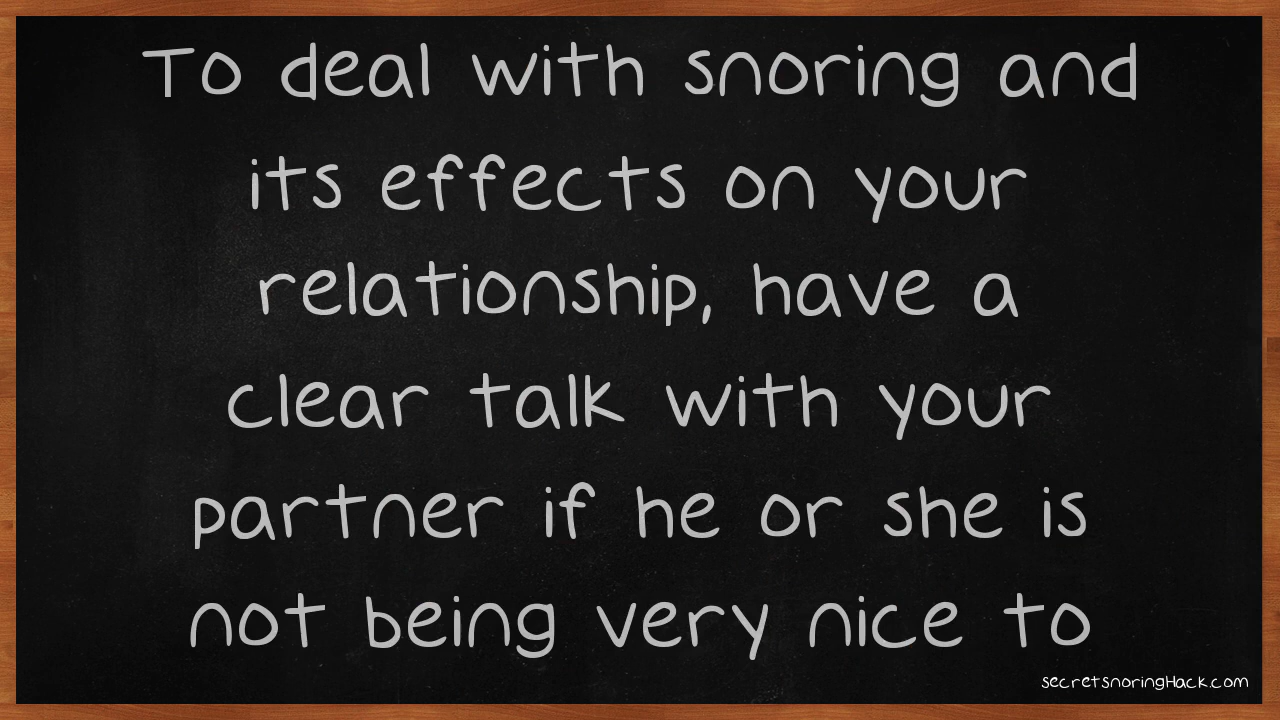 To deal with snoring and
its effects on your
relationship, have a
clear talk with your
partner if he or she is
not being very nice to
secretsnoringHack.com